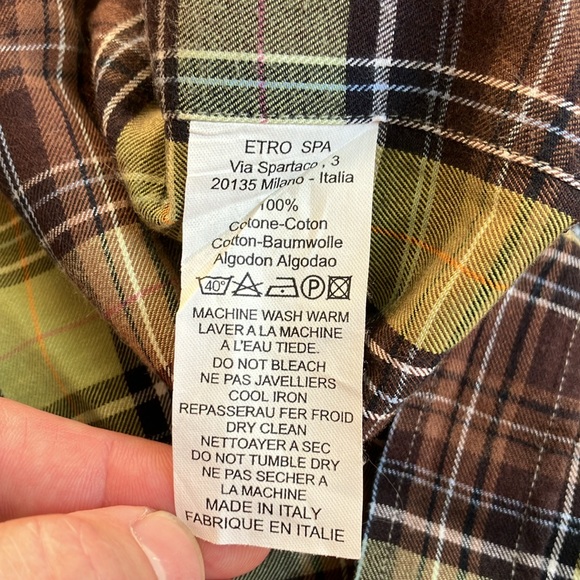 ETRO SPA
Via Spartaco, 3
20135 Milano - Italia
100%
Cotone-Coton
Cotton-Baumwolle
Algodon Algodao
40° P
MACHINE WASH WARM
LAVER A LA MACHINE
A L'EAU TIEDE.
DO NOT BLEACH
NE PAS JAVELLIERS
COOL IRON
REPASSERAU FER FROID
DRY CLEAN
NETTOYER A SEC
DO NOT TUMBLE DRY
NE PAS SECHER A
LA MACHINE
MADE IN ITALY
FABRIQUE EN ITALIE